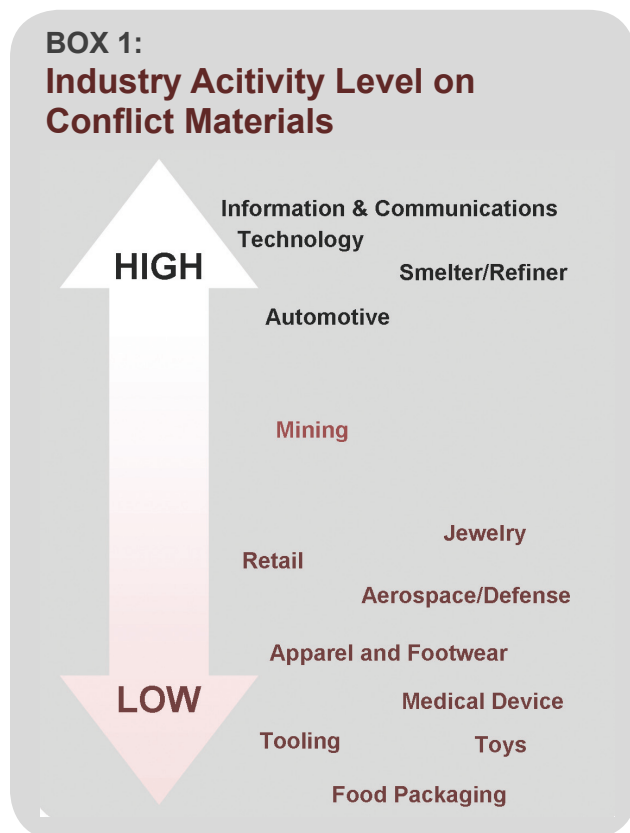 BOX 1:
Industry Acitivity Level on
Conflict Materials
Information & Communications
Technology
HIGH
Smelter/Refiner
Automotive
Mining
Jewelry
Retail
Aerospace/Defense
Apparel and Footwear
LOW
Medical Device
Tooling
Toys
Food Packaging